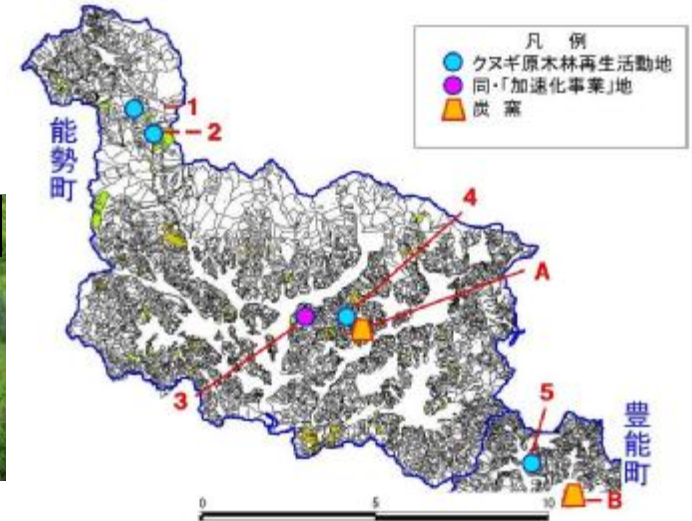 凡 例
クヌギ原木林再生活動地
同・「加速化事業」地
炭 窯
1
2
能勢町
4
A
3
5
豊能町
B
0 5 10